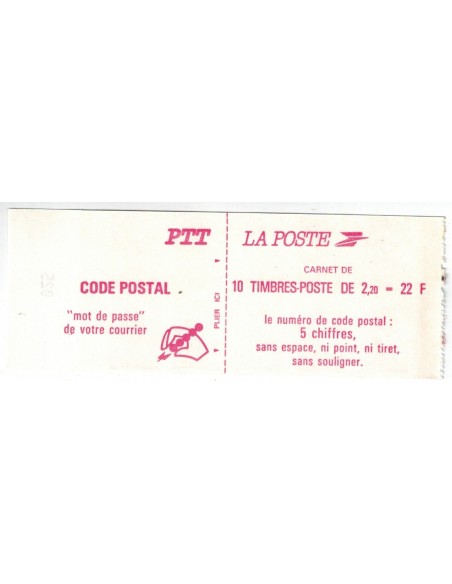 PTT
CODE POSTAL
"mot de passe"
de votre courrier
PLIER ICI
LA POSTE
CARNET DE
10 TIMBRES-POSTE DE 2,20 = 22 F
le numéro de code postal :
5 chiffres,
sans espace, ni point, ni tiret,
sans souligner.